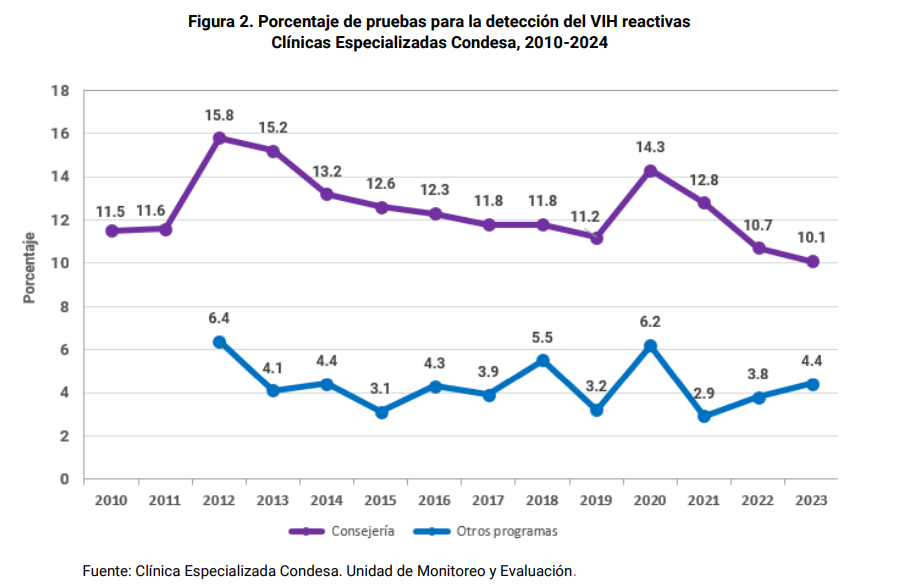 Figura 2. Porcentaje de pruebas para la detección del VIH reactivas
Clínicas Especializadas Condesa, 2010-2024
18
16
14
12
10
8
6
4
2
0
Porcentaje
11.5 11.6 15.8 15.2 13.2 12.6 12.3 11.8 11.8 11.2 14.3 12.8 10.7 10.1
6.4 4.1 4.4 3.1 4.3 3.9 5.5 3.2 6.2 2.9 3.8 4.4
2010 2011 2012 2013 2014 2015 2016 2017 2018 2019 2020 2021 2022 2023
Consejería Otros programas
Fuente: Clínica Especializada Condesa. Unidad de Monitoreo y Evaluación.